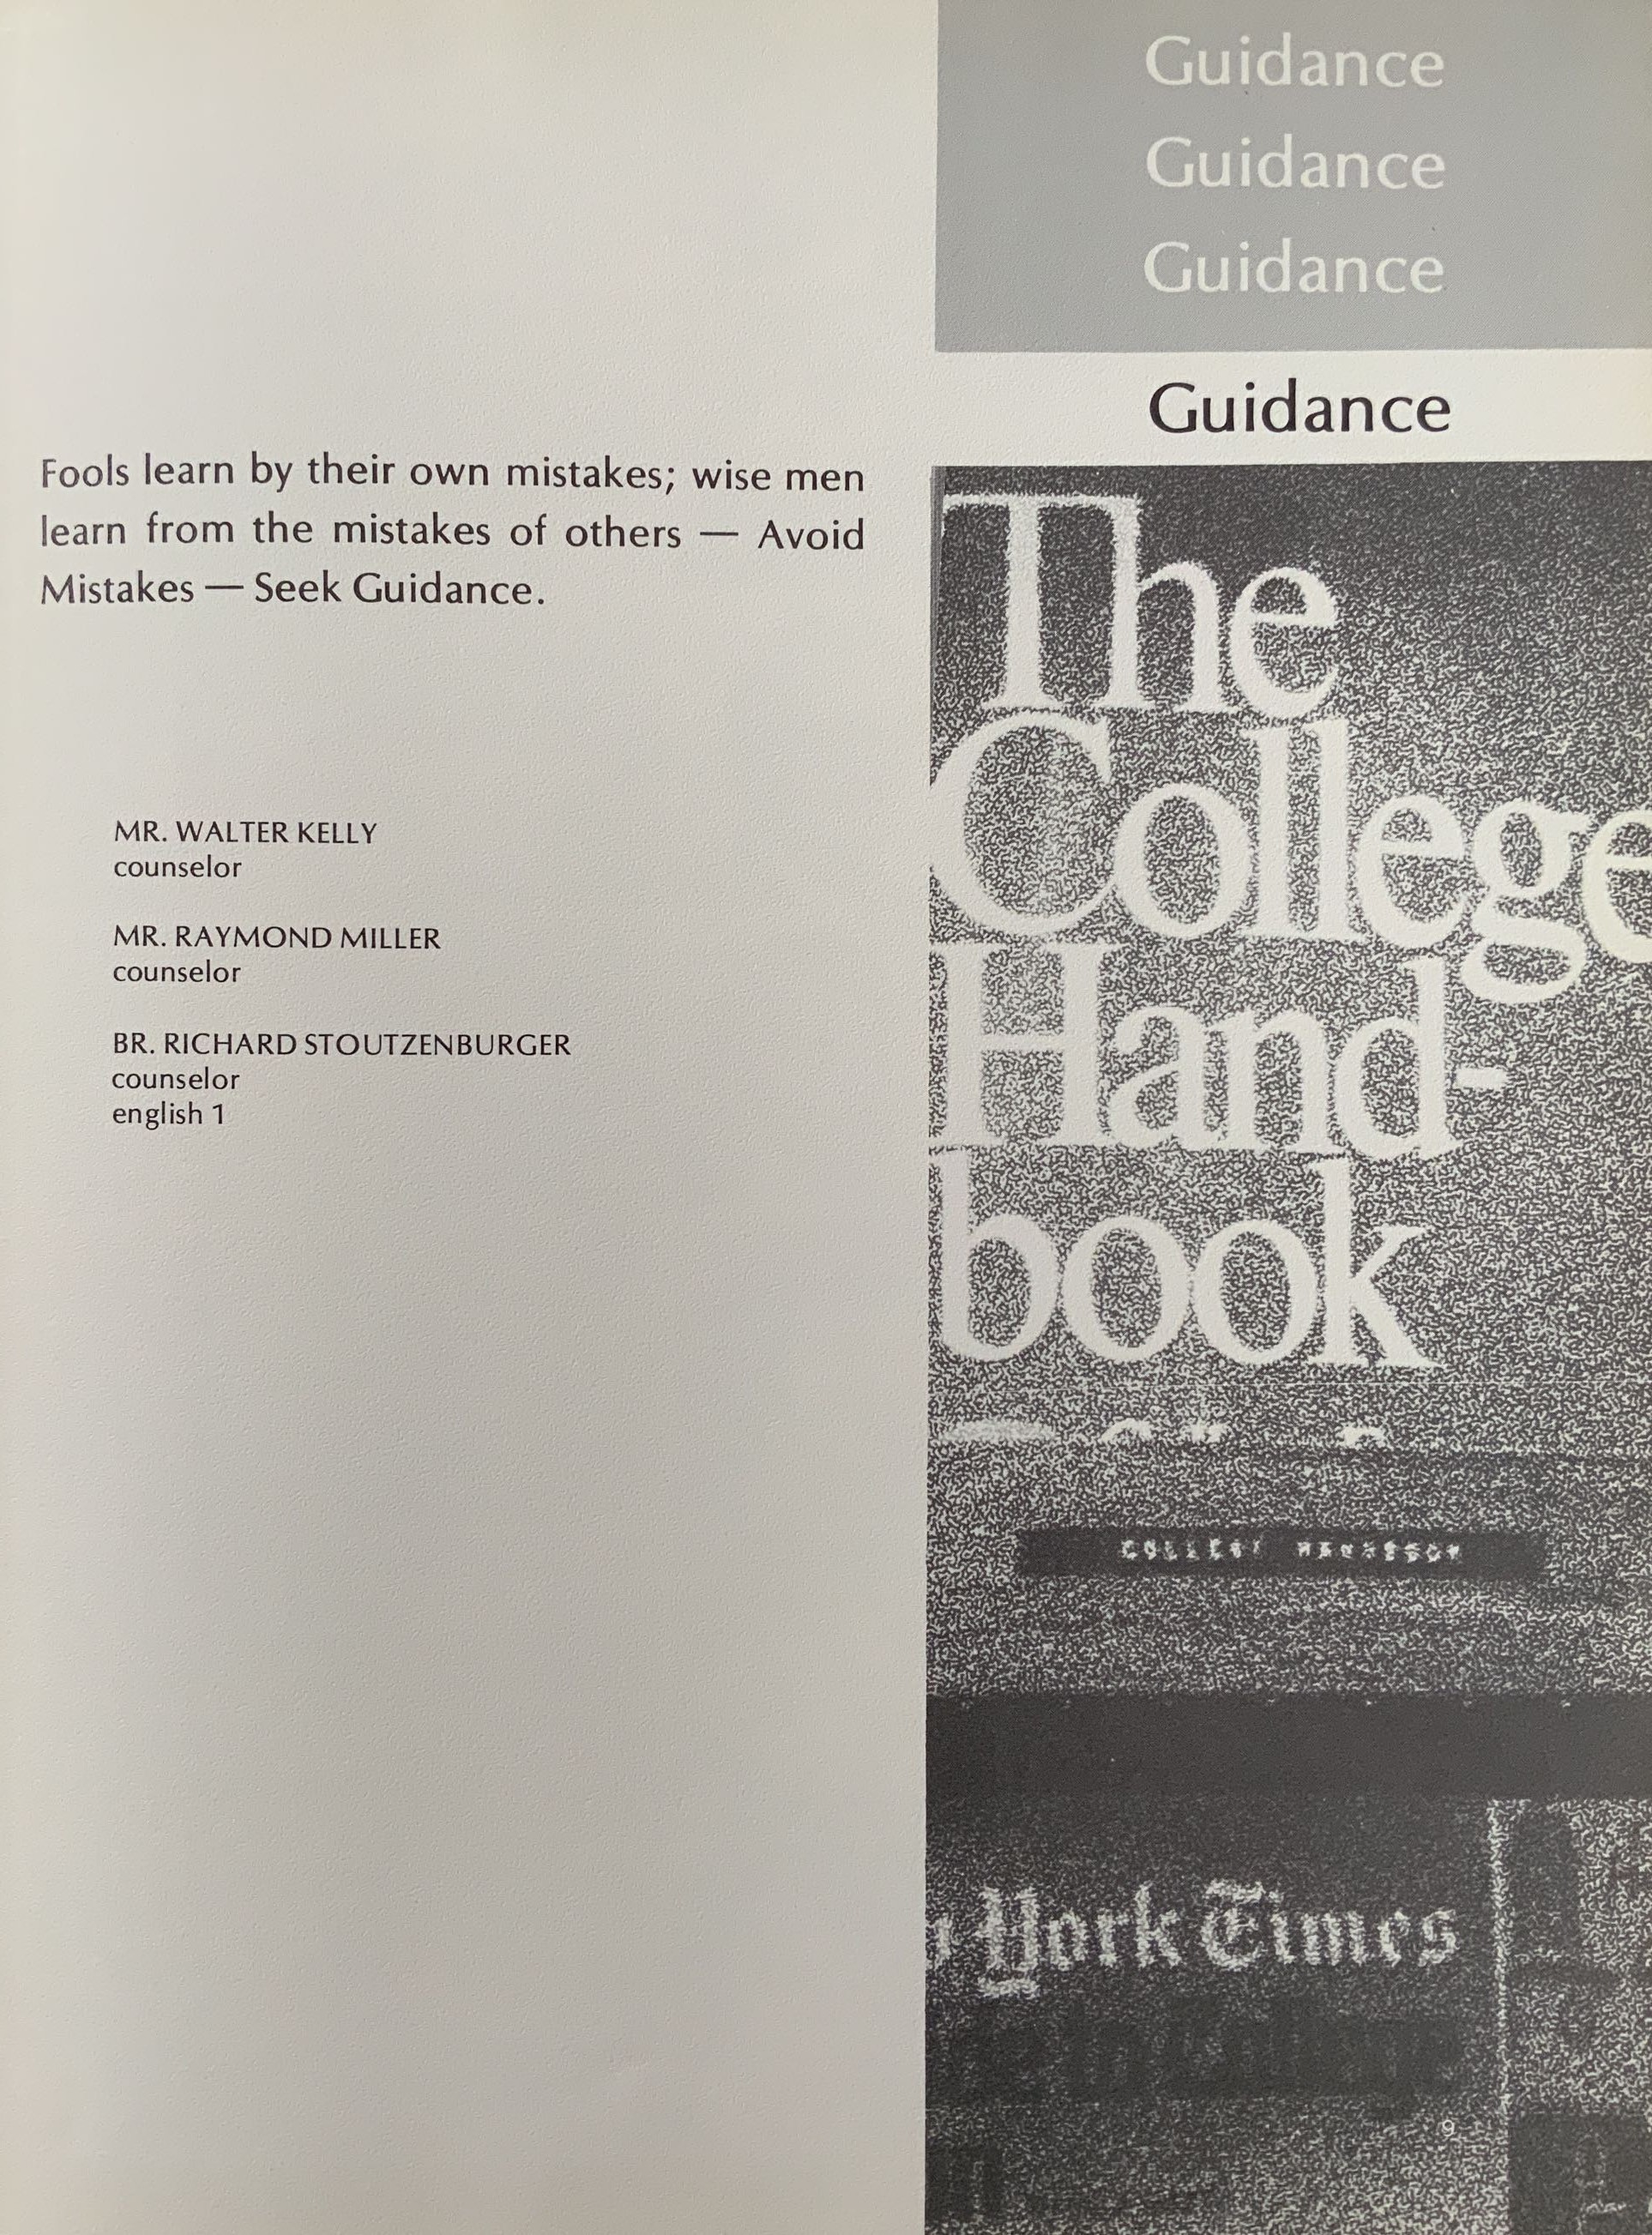 Guidance
Guidance
Guidance
Guidance
Fools learn by their own mistakes; wise men
learn from the mistakes of others — Avoid
Mistakes — Seek Guidance.
MR. WALTER KELLY
counselor
MR. RAYMOND MILLER
counselor
BR. RICHARD STOUTZENBURGER
counselor
english 1
The
College
Hand-
book
York Times
9